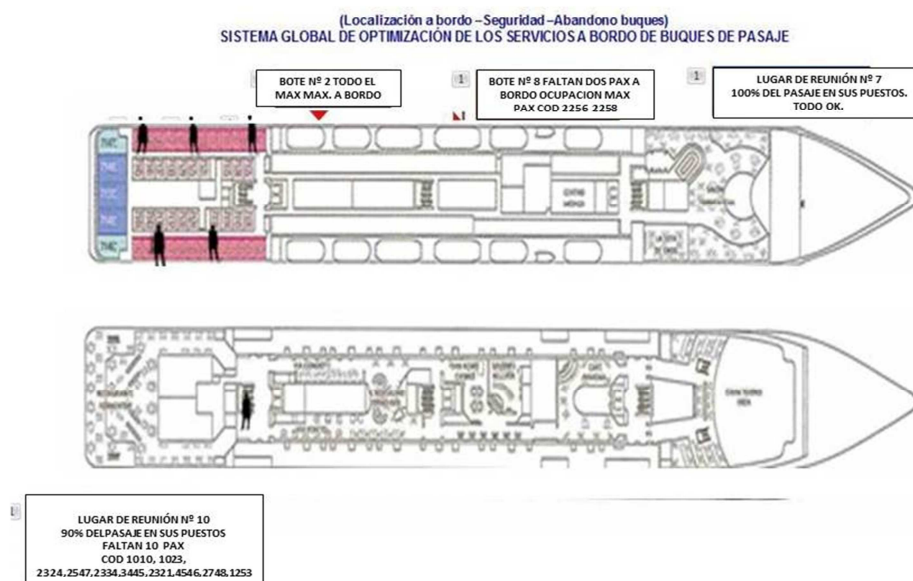 (Localización a bordo –Seguridad –Abandono buques)
SISTEMA GLOBAL DE OPTIMIZACIÓN DE LOS SERVICIOS A BORDO DE BUQUES DE PASAJE
BOTE Nº 2 TODO EL
MAX MAX. A BORDO
BOTE Nº 8 FALTAN DOS PAX A
BORDO OCUPACION MAX
PAX COD 2256 2258
LUGAR DE REUNIÓN Nº 7
100% DEL PASAJE EN SUS PUESTOS.
TODO OK.
CENTRO
MEDICO
LUGAR DE REUNIÓN Nº 10
90% DELPASAJE EN SUS PUESTOS
FALTAN 10 PAX
COD 1010, 1023,
2324,2547,2334,3445,2321,4546,2748,1253